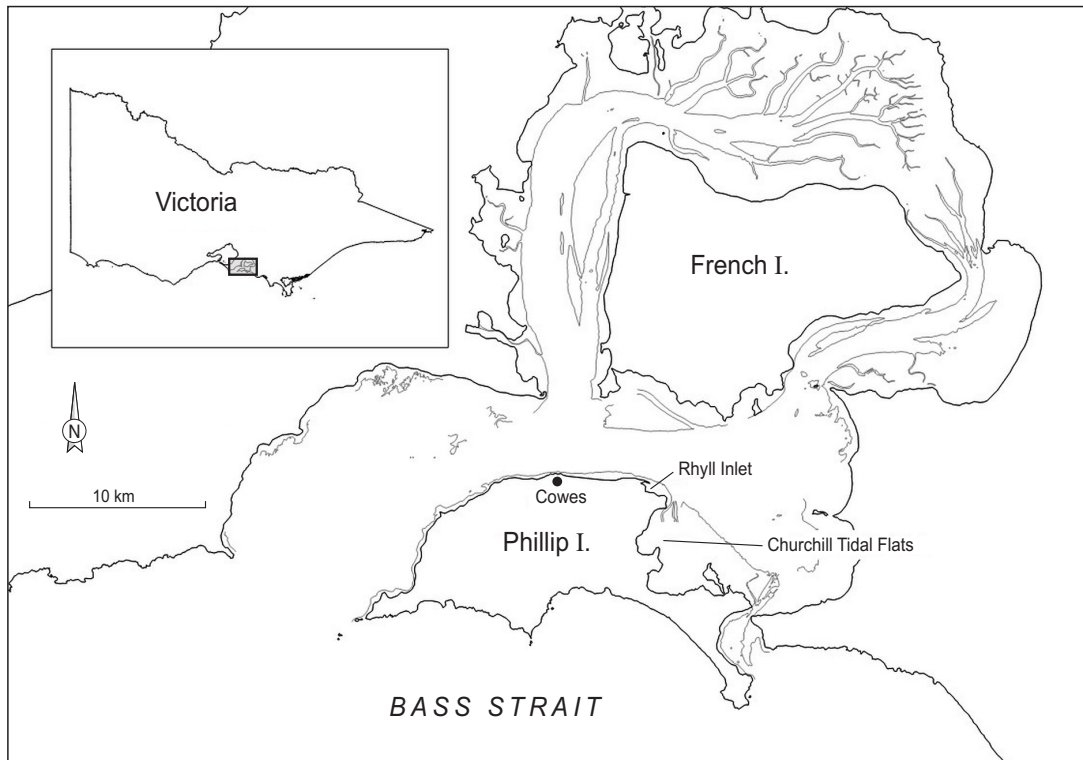 Victoria
French I.
N
10 km
Rhyll Inlet
Cowes
Phillip I.
Churchill Tidal Flats
BASS STRAIT